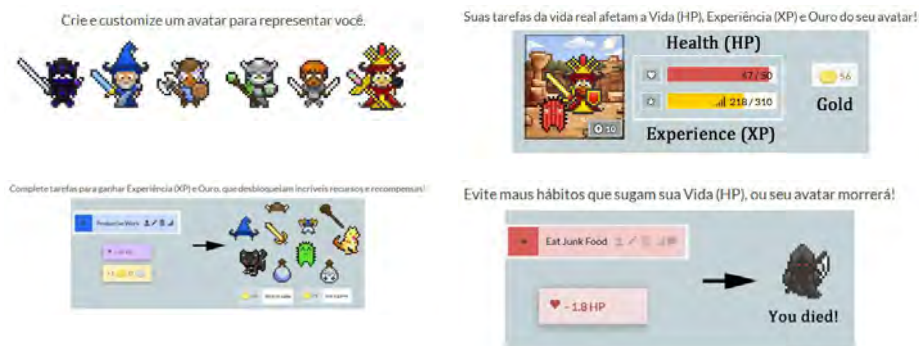 Crie e customize um avatar para representar você.
Suas tarefas da vida real afetam a Vida (HP), Experiência (XP) e Ouro do seu avatar!
Health (HP)
47 / 50
218 / 310
10
Experience (XP)
56
Gold
Complete tarefas para ganhar Experiência (XP) e Ouro, que desbloqueiam incríveis recursos e recompensas!
Productive Work
Evite maus hábitos que sugam sua Vida (HP), ou seu avatar morrerá!
Eat Junk Food
- 1.8 HP
You died!